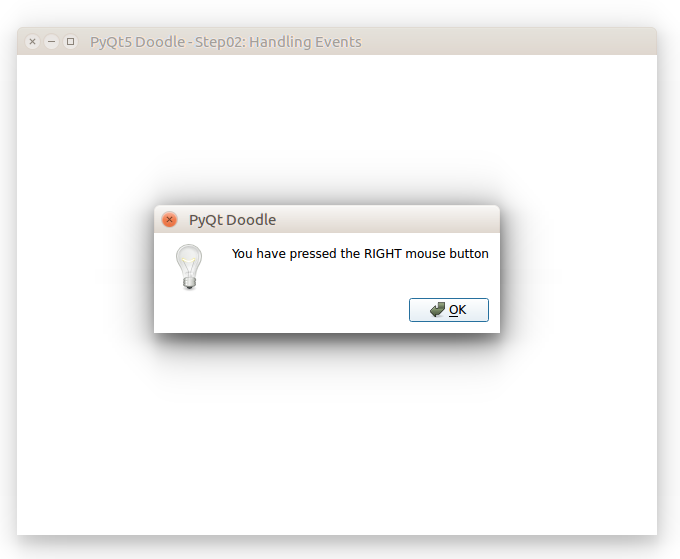 PyQt5 Doodle - Step02: Handling Events
PyQt Doodle
You have pressed the RIGHT mouse button
OK